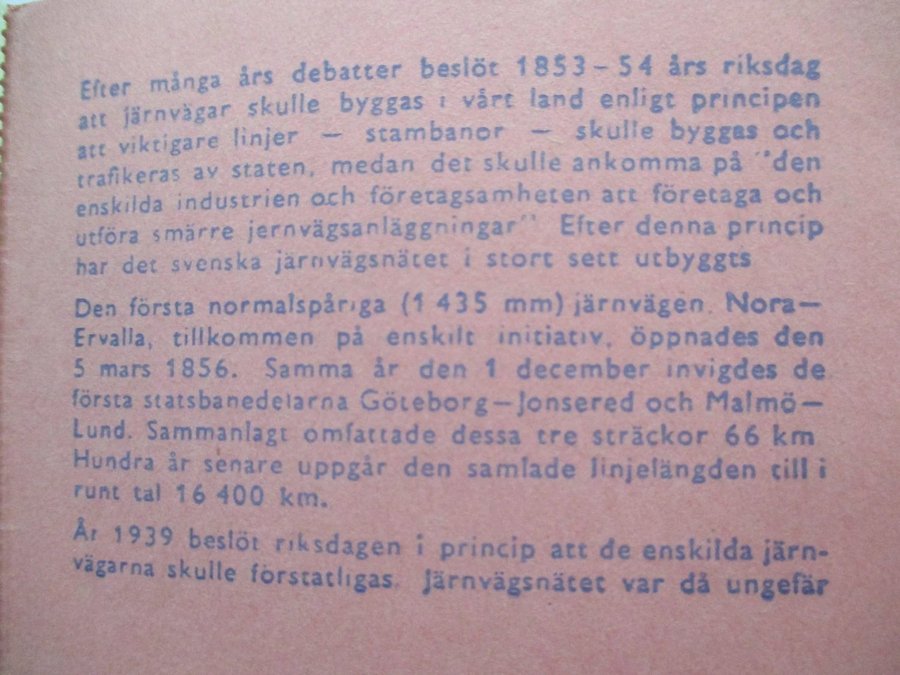 Efter många års debatter beslöt 1853–54 års riksdag
att järnvägar skulle byggas i vårt land enligt principen
att viktigare linjer — stambanor — skulle byggas och
trafikeras av staten, medan det skulle ankomma på "den
enskilda industrien och företagsamheten att företaga och
utföra smärre jernvägsanläggningar" Efter denna princip
har det svenska järnvägsnätet i stort sett utbyggts
Den första normalspåriga (1 435 mm) järnvägen, Nora—
Ervalla, tillkommen på enskilt initiativ, öppnades den
5 mars 1856. Samma år den 1 december invigdes de
första statsbanedelarna Göteborg—Jonsered och Malmö—
Lund. Sammanlagt omfattade dessa tre sträckor 66 km
Hundra år senare uppgår den samlade linjelängden till i
runt tal 16 400 km.
År 1939 beslöt riksdagen i princip att de enskilda järn-
vägarna skulle förstatligas. Järnvägsnätet var då ungefär